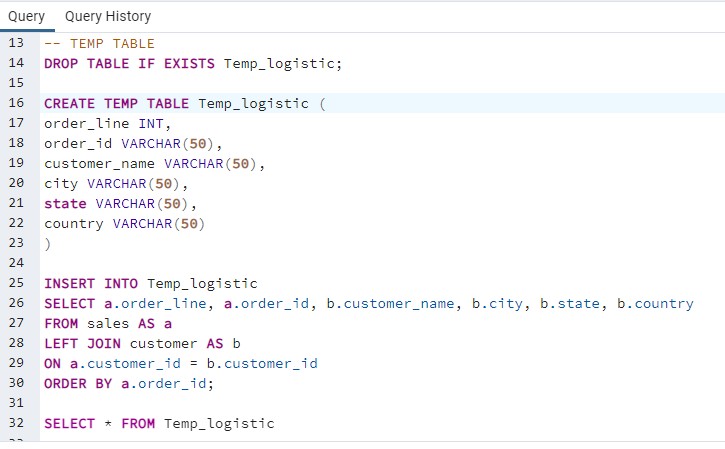 Query Query History
13 -- TEMP TABLE
14 DROP TABLE IF EXISTS Temp_logistic;
15
16 CREATE TEMP TABLE Temp_logistic (
17 order_line INT,
18 order_id VARCHAR(50),
19 customer_name VARCHAR(50),
20 city VARCHAR(50),
21 state VARCHAR(50),
22 country VARCHAR(50)
23 )
24
25 INSERT INTO Temp_logistic
26 SELECT a.order_line, a.order_id, b.customer_name, b.city, b.state, b.country
27 FROM sales AS a
28 LEFT JOIN customer AS b
29 ON a.customer_id = b.customer_id
30 ORDER BY a.order_id;
31
32 SELECT * FROM Temp_logistic